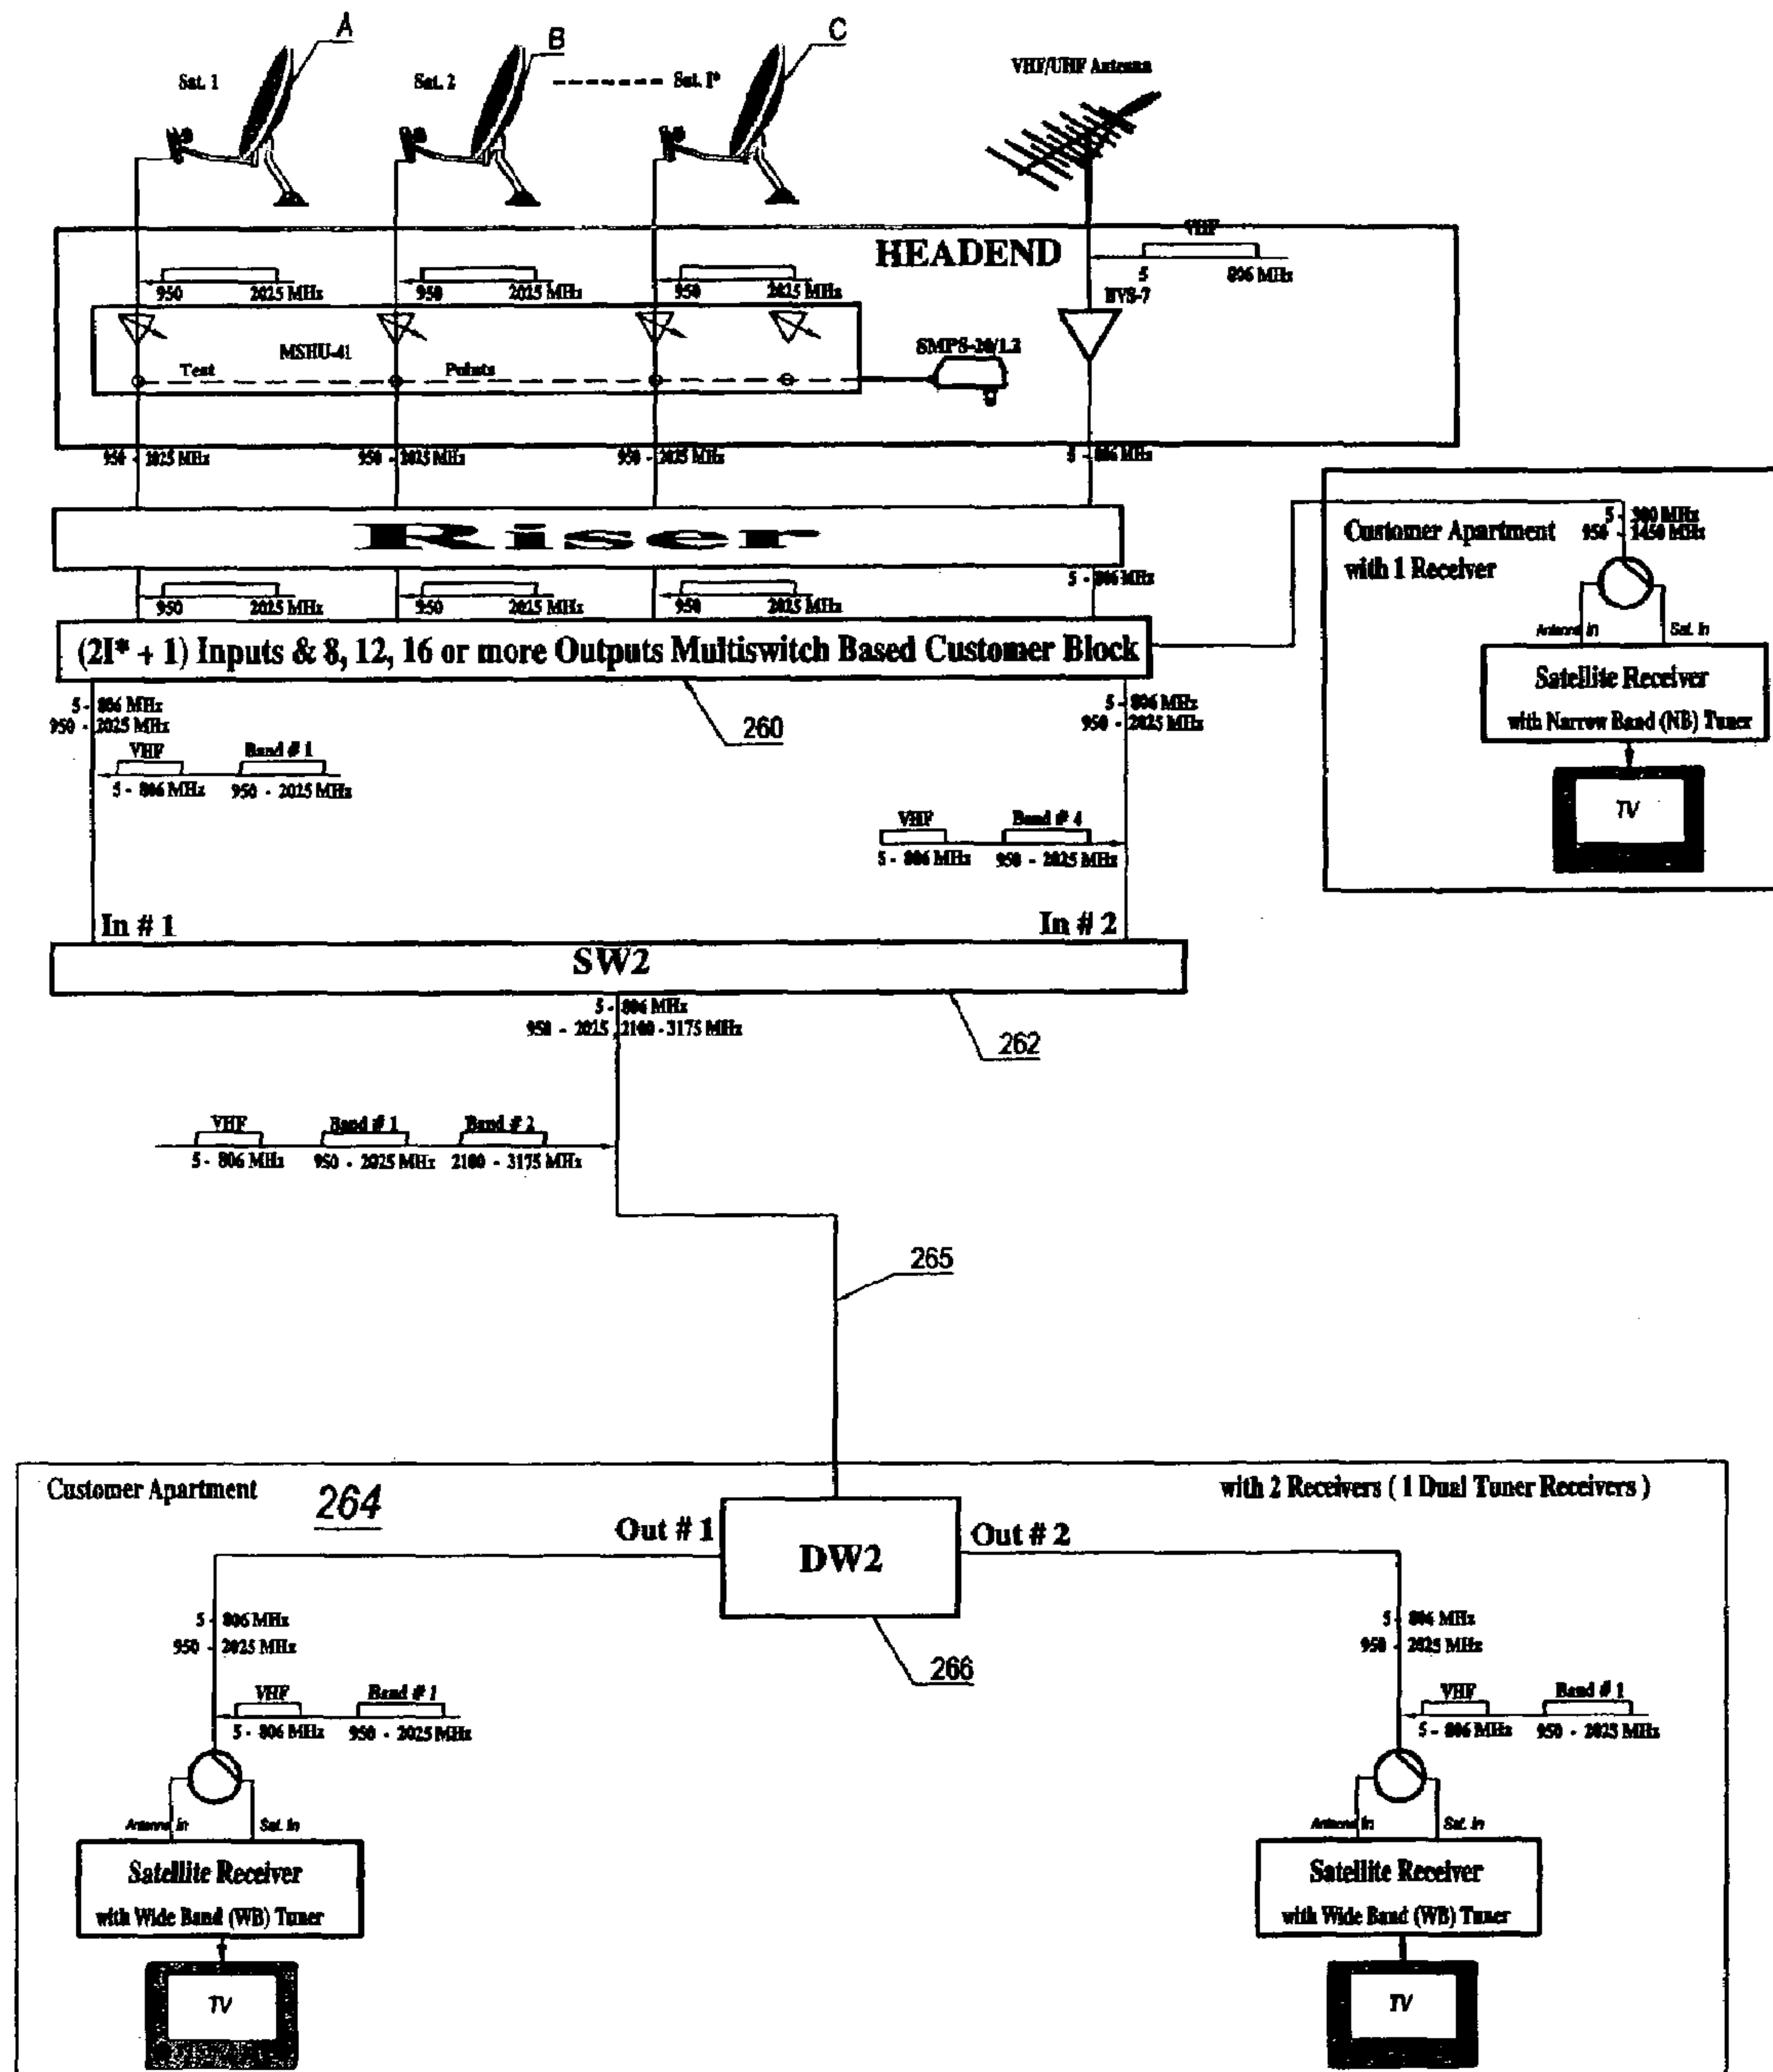 A
B
C
Sat. 1
Sat. 2
Sat. I*
VHF/UHF Antenna
HEADEND
VHF
5 806 MHz
950 2025 MHz
950 2025 MHz
950 2025 MHz
MSHU-41
Test Points
950 - 2025 MHz
950 - 2025 MHz
950 - 2025 MHz
5 - 806 MHz
Riser
950 2025 MHz
950 2025 MHz
950 2025 MHz
5 - 806 MHz
Customer Apartment
with 1 Receiver
950 - 1450 MHz
Antenna In
Sat. In
Satellite Receiver
with Narrow Band (NB) Tuner
TV
(2I* + 1) Inputs & 8, 12, 16 or more Outputs Multiswitch Based Customer Block
260
5 - 806 MHz
950 - 2025 MHz
VHF Band # 1
5 - 806 MHz 950 - 2025 MHz
5 - 806 MHz
950 - 2025 MHz
VHF Band # 4
5 - 806 MHz 950 - 2025 MHz
In # 1
In # 2
SW2
262
5 - 806 MHz
950 - 2025 2100 - 3175 MHz
VHF Band # 1 Band # 2
5 - 806 MHz 950 - 2025 MHz 2100 - 3175 MHz
265
Customer Apartment
264
with 2 Receivers ( 1 Dual Tuner Receivers )
Out # 1
DW2
Out # 2
266
5 - 806 MHz
950 - 2025 MHz
VHF Band # 1
5 - 806 MHz 950 - 2025 MHz
Antenna In
Sat. In
Satellite Receiver
with Wide Band (WB) Tuner
TV
5 - 806 MHz
950 - 2025 MHz
VHF Band # 1
5 - 806 MHz 950 - 2025 MHz
Antenna In
Sat. In
Satellite Receiver
with Wide Band (WB) Tuner
TV